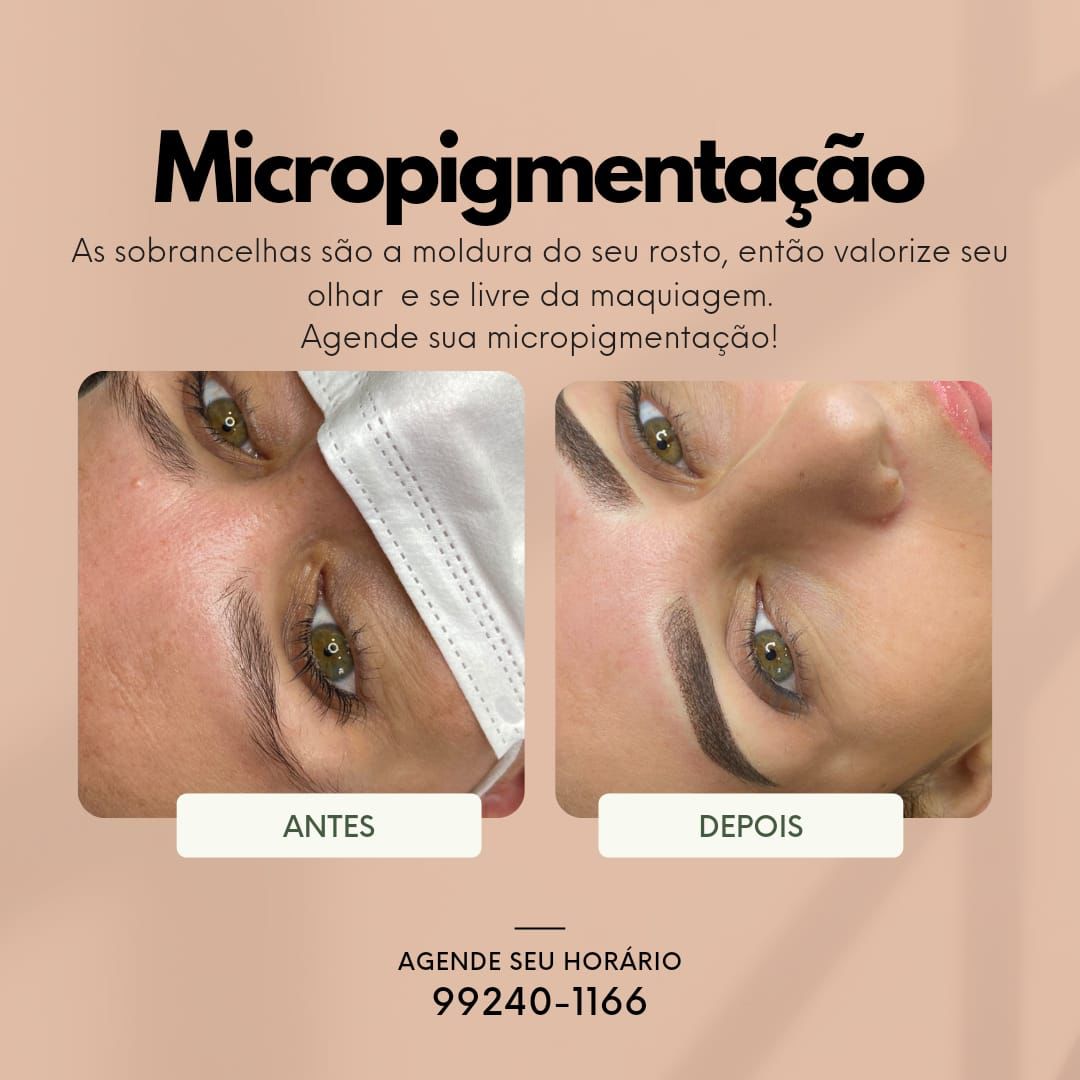 Micropigmentação
As sobrancelhas são a moldura do seu rosto, então valorize seu
olhar e se livre da maquiagem.
Agende sua micropigmentação!
ANTES
DEPOIS
AGENDE SEU HORÁRIO
99240-1166